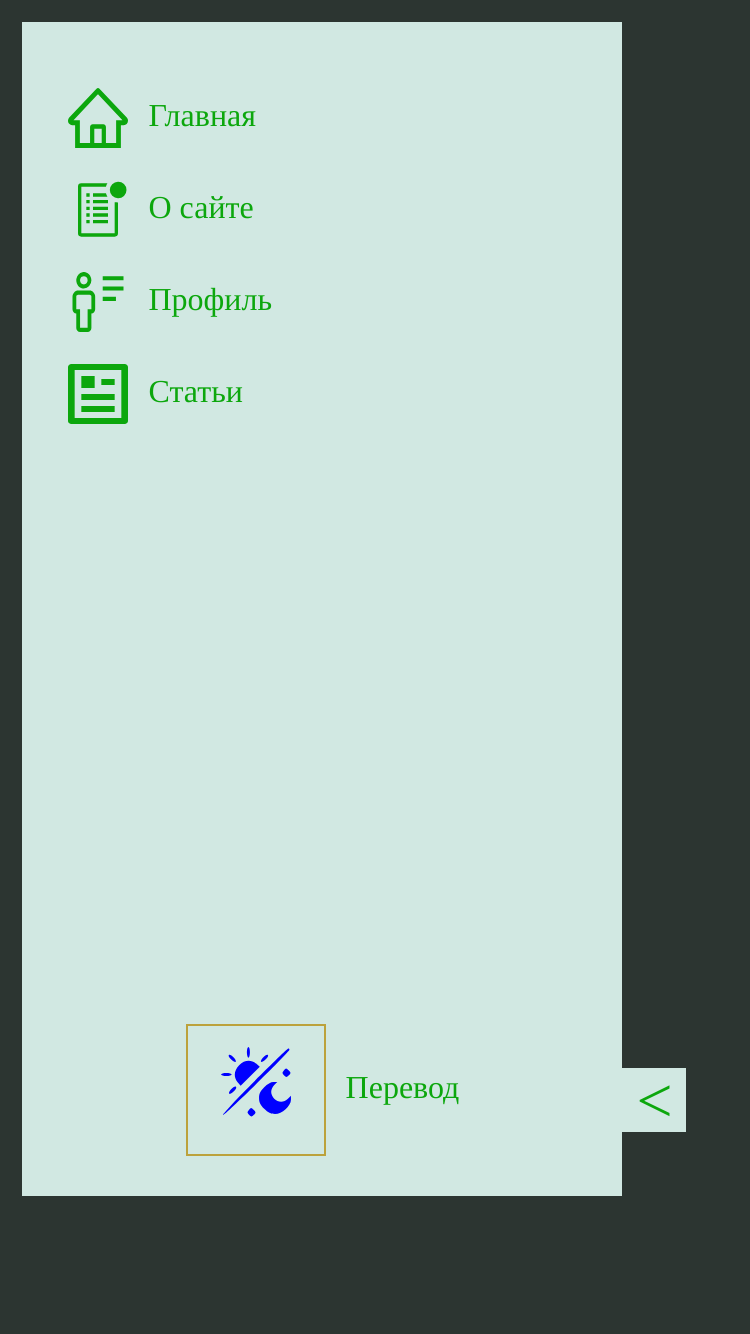 Главная
О сайте
Профиль
Статьи
Перевод
<